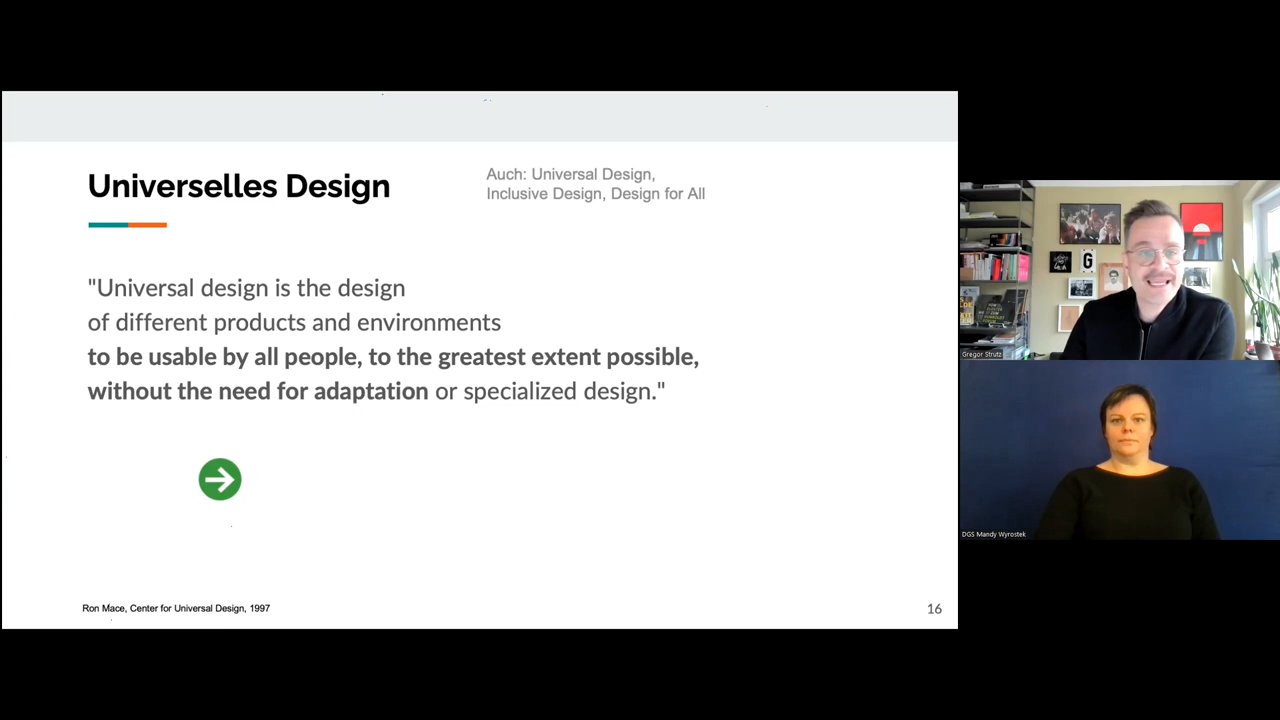 Universelles Design
Auch: Universal Design,
Inclusive Design, Design for All
"Universal design is the design
of different products and environments
to be usable by all people, to the greatest extent possible,
without the need for adaptation or specialized design."
Ron Mace, Center for Universal Design, 1997
16
G
Gregor Strutz
DGS Mandy Wyrostek